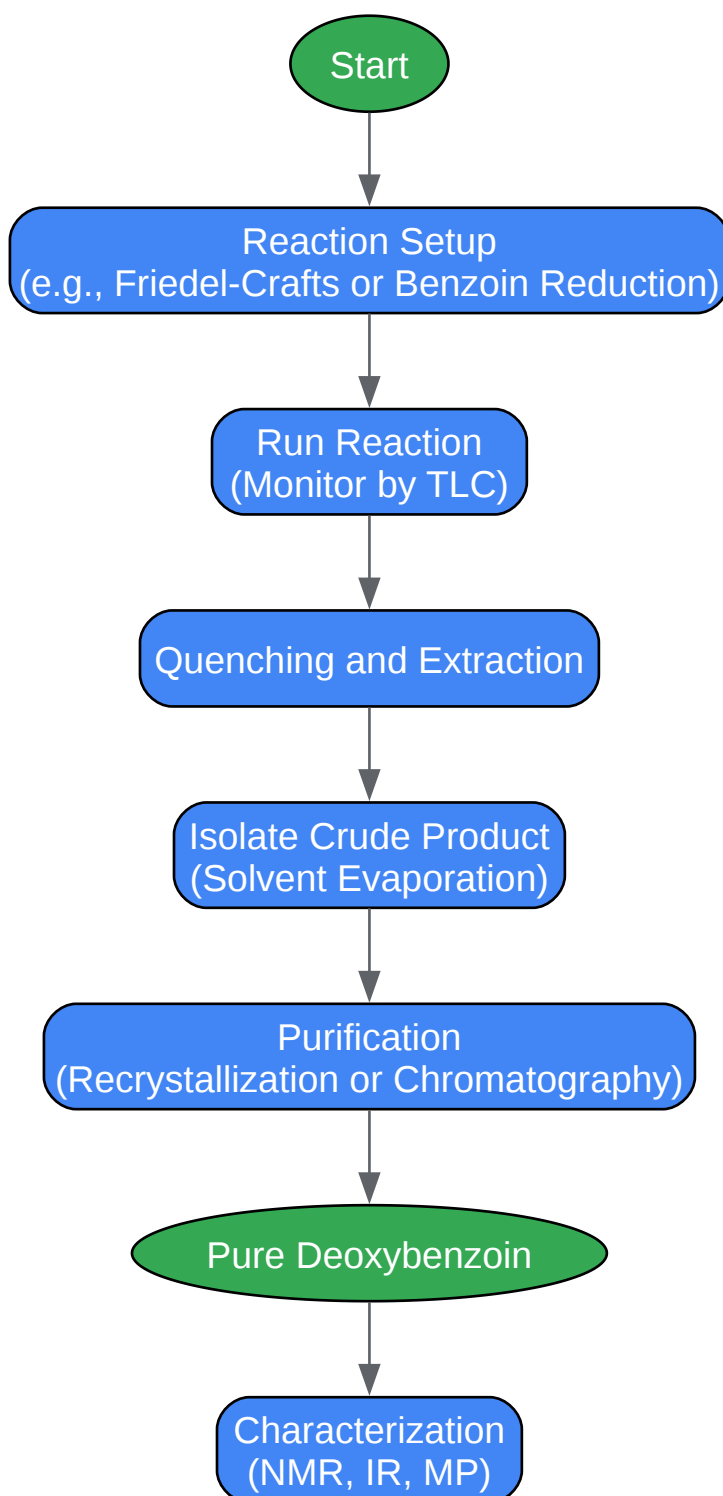 Start
Reaction Setup
(e.g., Friedel-Crafts or Benzoin Reduction)
Run Reaction
(Monitor by TLC)
Quenching and Extraction
Isolate Crude Product
(Solvent Evaporation)
Purification
(Recrystallization or Chromatography)
Pure Deoxybenzoin
Characterization
(NMR, IR, MP)